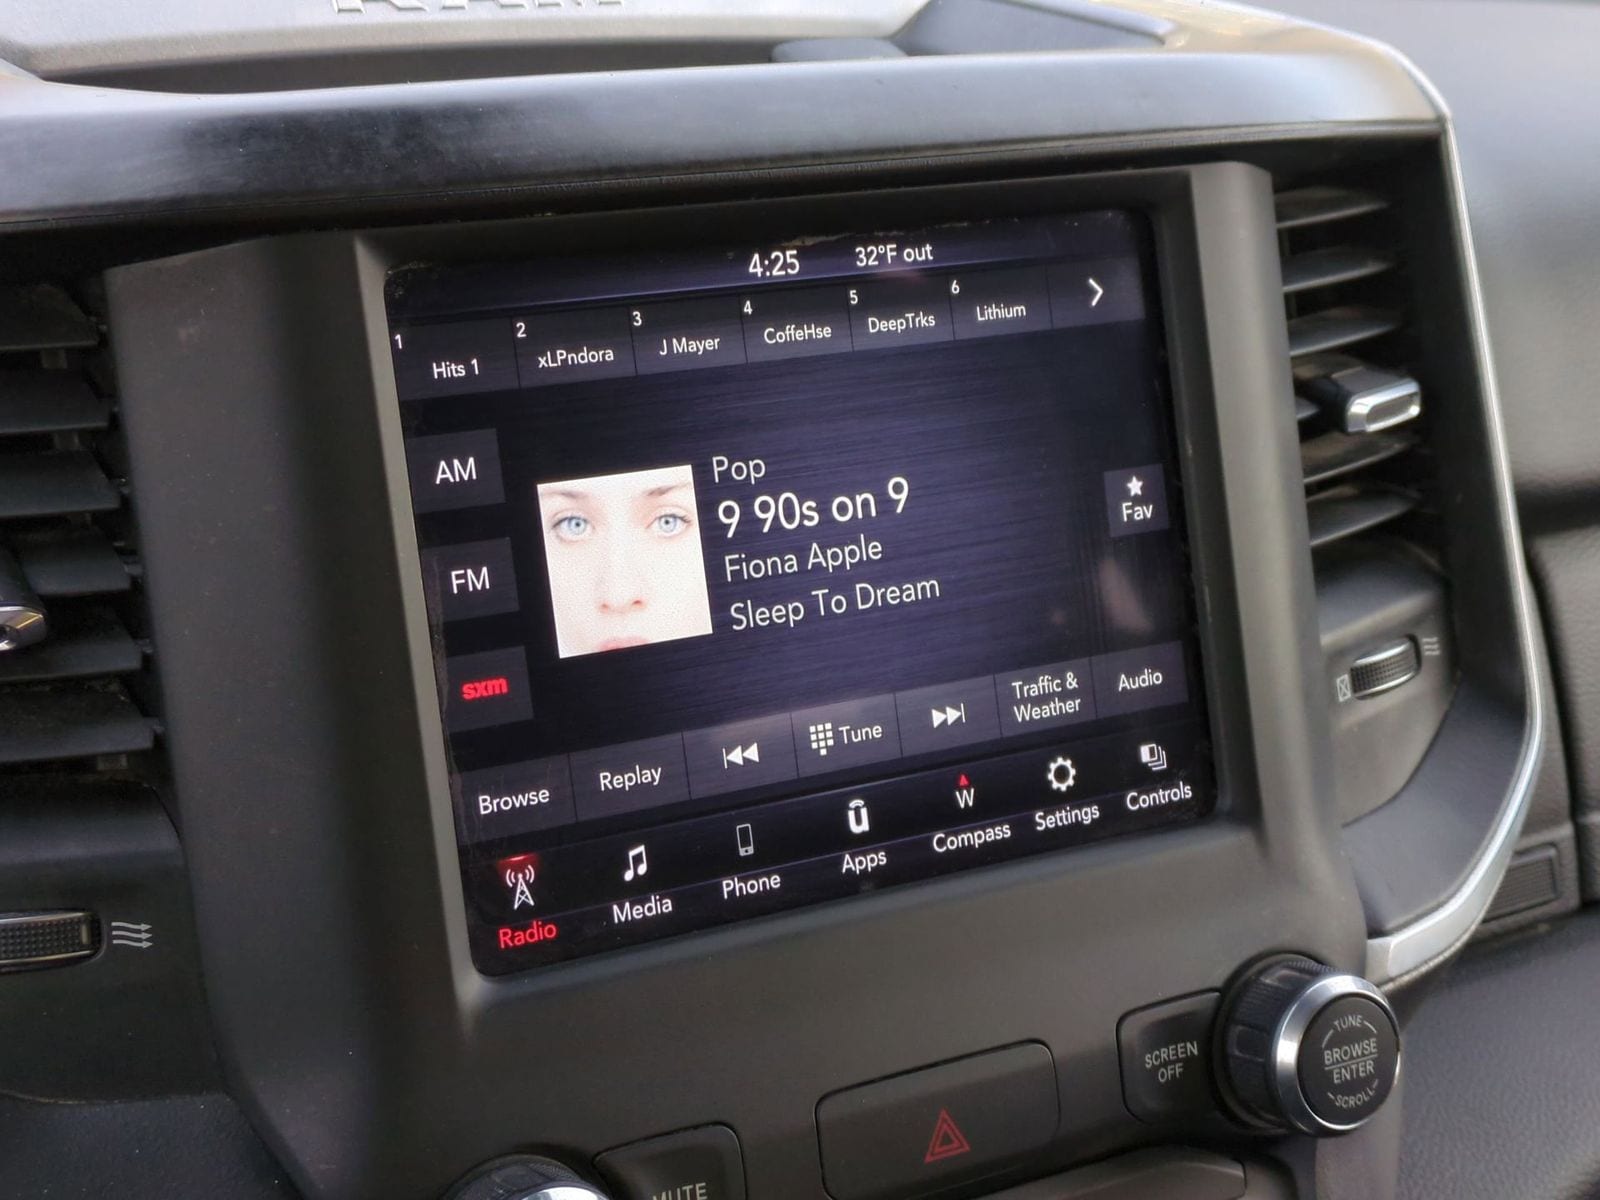 RAM
4:25 32°F out
1 Hits 1
2 xLPndora
3 J Mayer
4 CoffeHse
5 DeepTrks
6 Lithium
AM
FM
sxm
Pop
9 90s on 9
Fiona Apple
Sleep To Dream
Fav
Browse
Replay
Tune
Traffic &
Weather
Audio
Radio
Media
Phone
Apps
W
Compass
Settings
Controls
SCREEN
OFF
TUNE
BROWSE
ENTER
SCROLL
MUTE